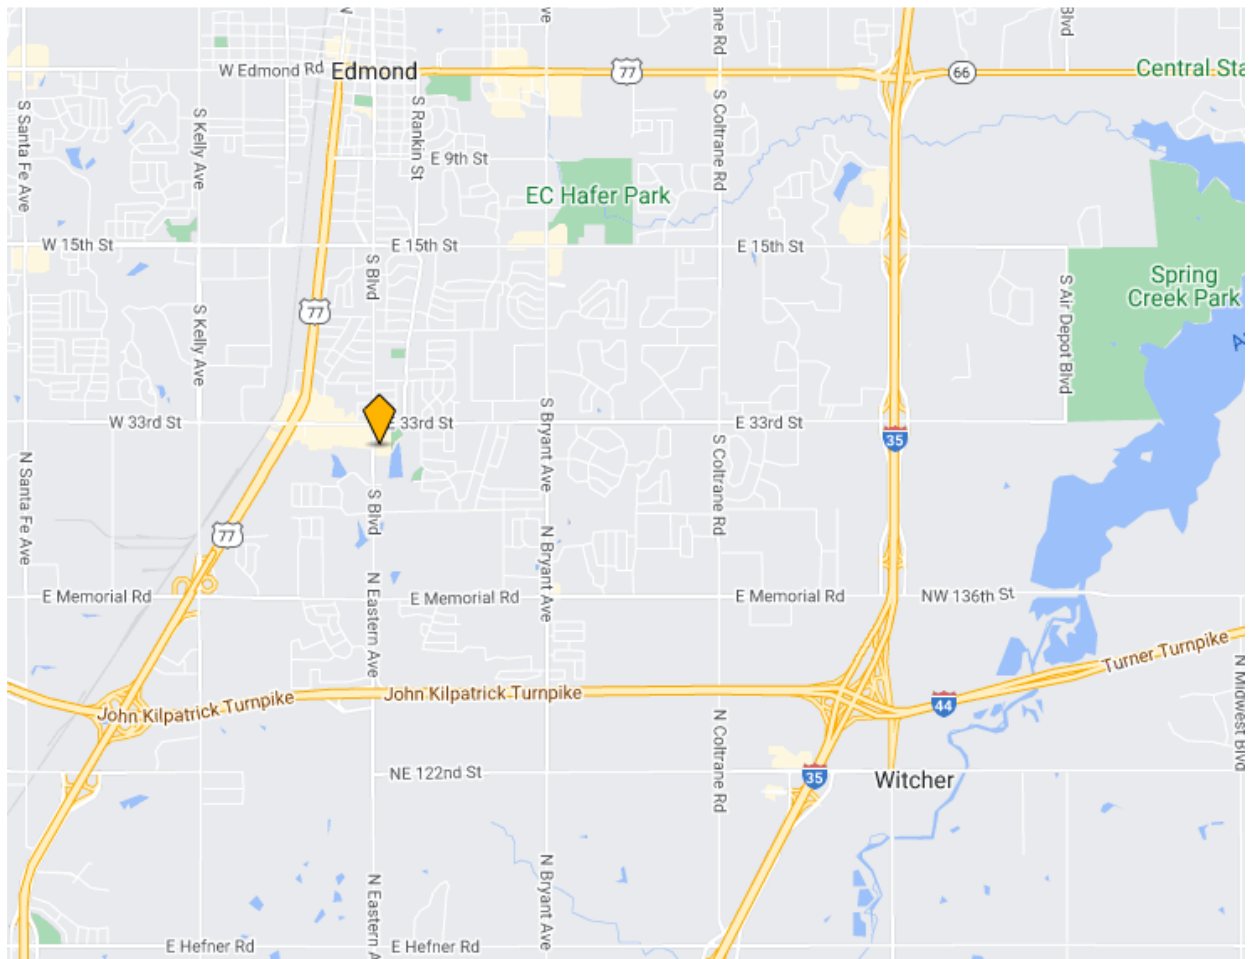 N
ve
S Coltrane Rd
Blvd
W Edmond Rd
Edmond
77
66
Central Sta
S Santa Fe Ave
S Kelly Ave
S Rankin St
E 9th St
EC Hafer Park
W 15th St
E 15th St
E 15th St
S Blvd
Spring
Creek Park
S Air Depot Blvd
77
S Kelly Ave
W 33rd St
E 33rd St
E 33rd St
S Bryant Ave
S Coltrane Rd
35
N Santa Fe Ave
S Blvd
77
N Bryant Ave
E Memorial Rd
N Eastern Ave
E Memorial Rd
E Memorial Rd
NW 136th St
Turner Turnpike
John Kilpatrick Turnpike
John Kilpatrick Turnpike
44
N Midwest Blvd
N Coltrane Rd
NE 122nd St
35
Witcher
N Bryant Ave
N Eastern A
E Hefner Rd
E Hefner Rd